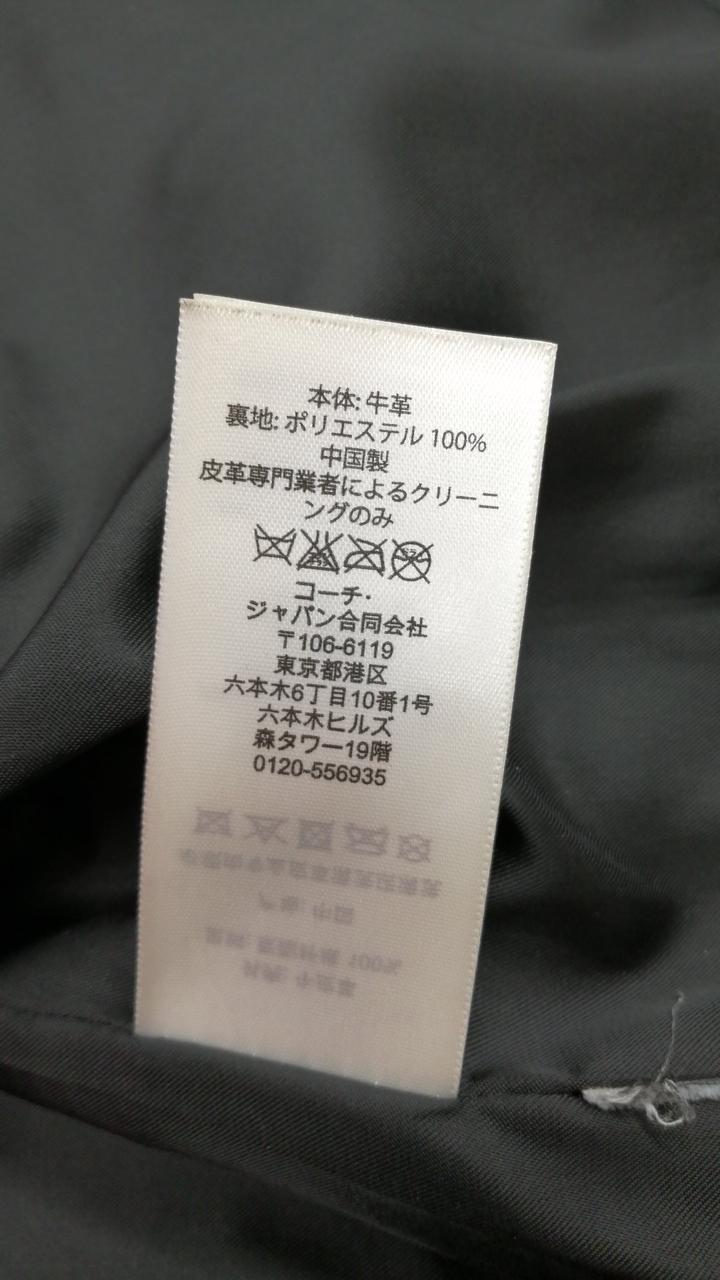 本体: 牛革
裏地: ポリエステル 100%
中国製
皮革専門業者によるクリーニ
ングのみ
コーチ・
ジャパン合同会社
〒106-6119
東京都港区
六本木6丁目10番1号
六本木ヒルズ
森タワー19階
0120-556935